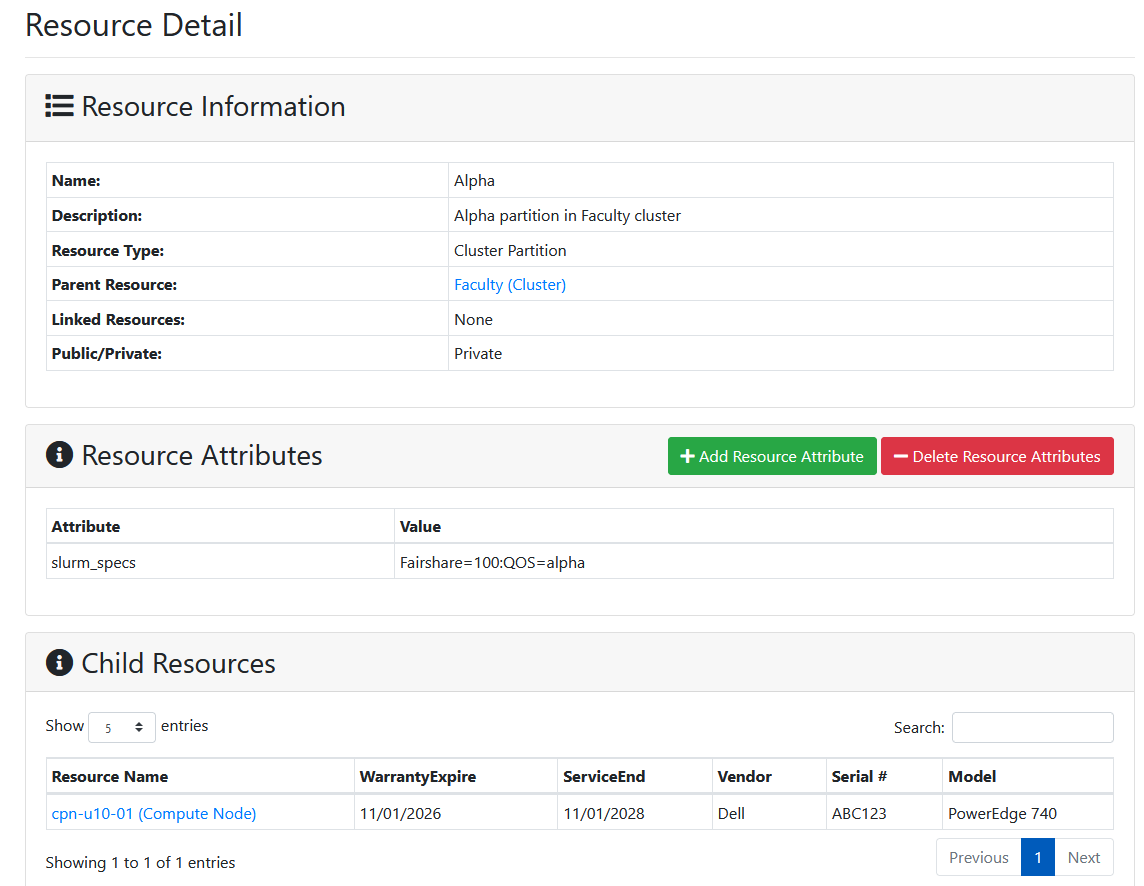 Resource Detail
Resource Information
Name: Alpha
Description: Alpha partition in Faculty cluster
Resource Type: Cluster Partition
Parent Resource: Faculty (Cluster)
Linked Resources: None
Public/Private: Private
Resource Attributes Add Resource Attribute Delete Resource Attributes
Attribute Value
slurm_specs Fairshare=100:QOS=alpha
Child Resources
Show 5 entries Search:
Resource Name WarrantyExpire ServiceEnd Vendor Serial # Model
cpn-u10-01 (Compute Node) 11/01/2026 11/01/2028 Dell ABC123 PowerEdge 740
Showing 1 to 1 of 1 entries Previous 1 Next